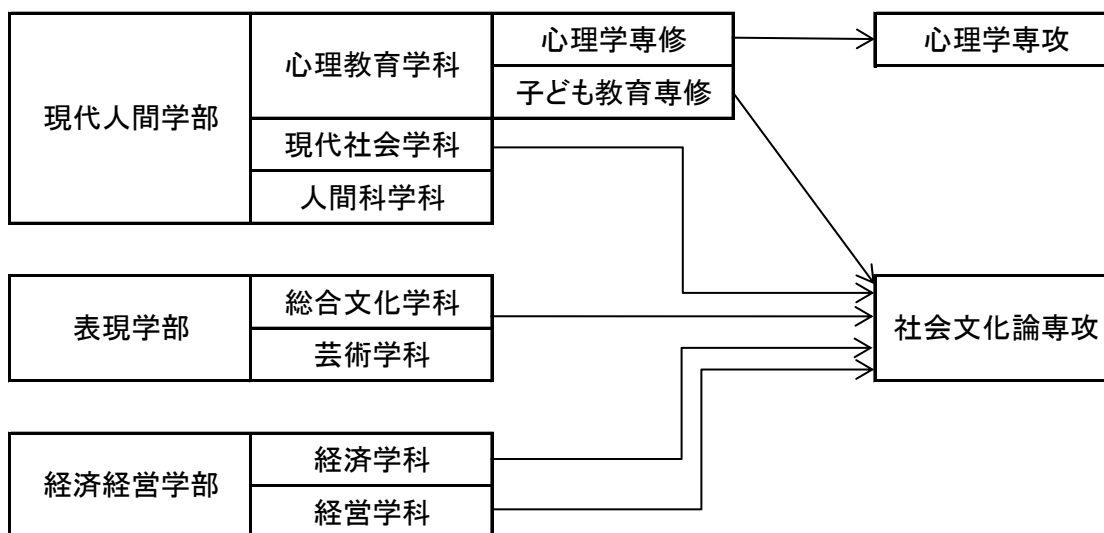 現代人間学部
心理教育学科
心理学専修
子ども教育専修
現代社会学科
人間科学科
心理学専攻
表現学部
総合文化学科
芸術学科
社会文化論専攻
経済経営学部
経済学科
経営学科